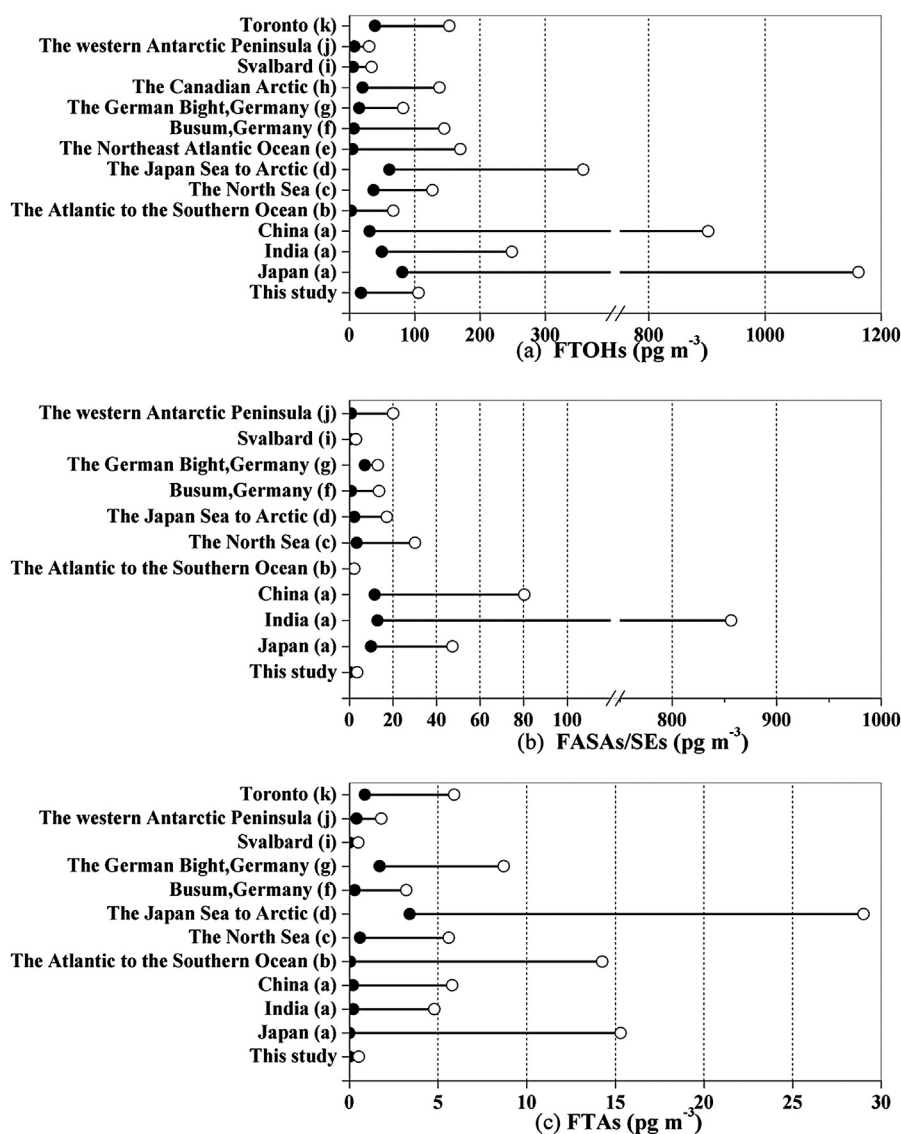 Toronto (k)
The western Antarctic Peninsula (j)
Svalbard (i)
The Canadian Arctic (h)
The German Bight,Germany (g)
Busum,Germany (f)
The Northeast Atlantic Ocean (e)
The Japan Sea to Arctic (d)
The North Sea (c)
The Atlantic to the Southern Ocean (b)
China (a)
India (a)
Japan (a)
This study
0 100 200 300 800 1000 1200
(a) FTOHs (pg m-3)
The western Antarctic Peninsula (j)
Svalbard (i)
The German Bight,Germany (g)
Busum,Germany (f)
The Japan Sea to Arctic (d)
The North Sea (c)
The Atlantic to the Southern Ocean (b)
China (a)
India (a)
Japan (a)
This study
0 20 40 60 80 100 800 900 1000
(b) FASAs/SEs (pg m-3)
Toronto (k)
The western Antarctic Peninsula (j)
Svalbard (i)
The German Bight,Germany (g)
Busum,Germany (f)
The Japan Sea to Arctic (d)
The North Sea (c)
The Atlantic to the Southern Ocean (b)
China (a)
India (a)
Japan (a)
This study
0 5 10 15 20 25 30
(c) FTAs (pg m-3)